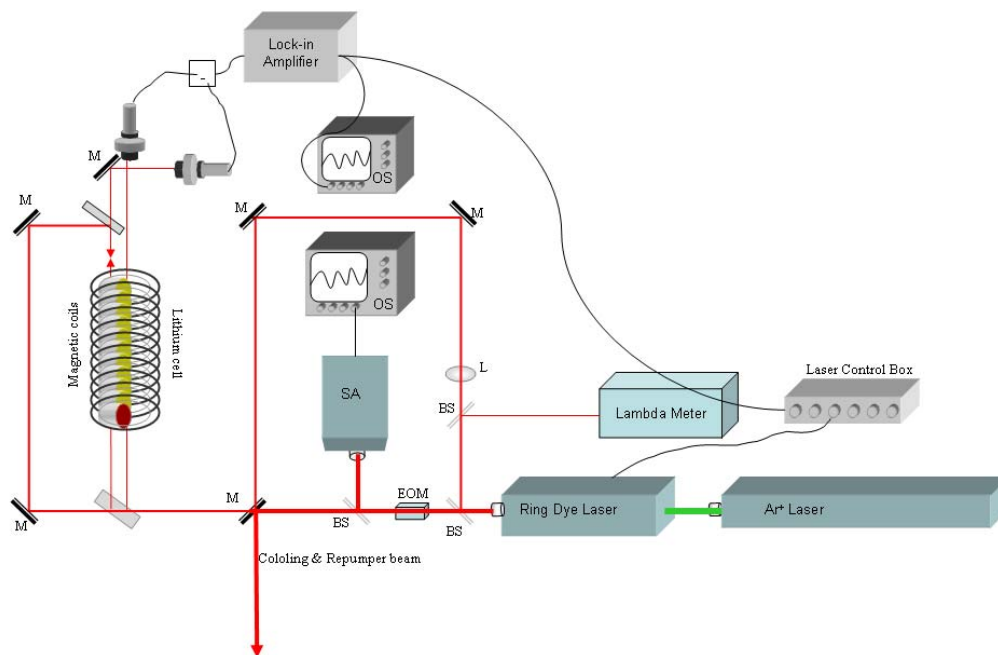 Lock-in
Amplifier
-
M
OS
M
M
M
OS
Magnetic coils
Lithium cell
SA
L
BS
Lambda Meter
Laser Control Box
M
M
EOM
BS
BS
Ring Dye Laser
Ar+ Laser
Cololing & Repumper beam